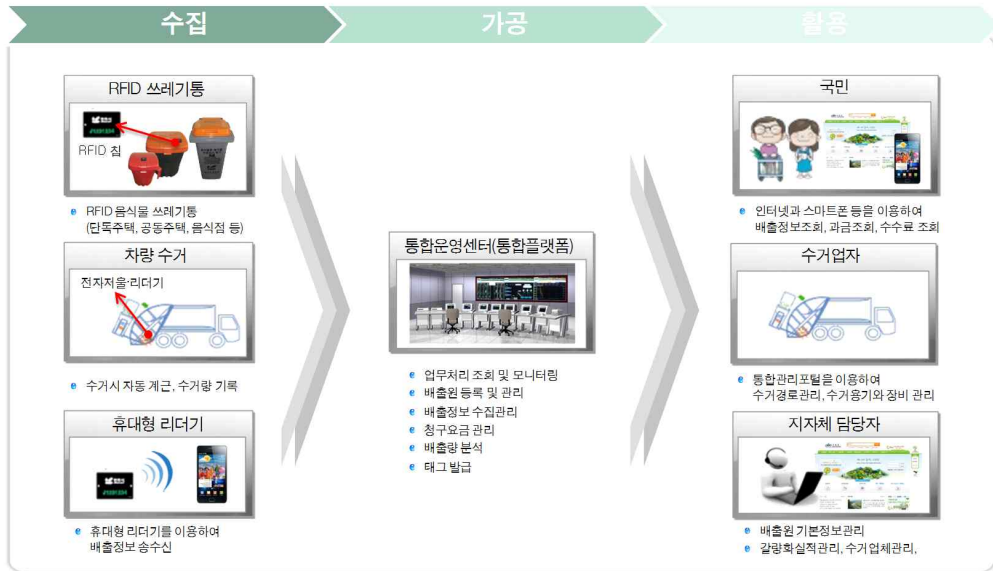 수집
가공
활용
RFID 쓰레기통
RFID 칩
RFID 음식물 쓰레기통
(단독주택, 공동주택, 음식점 등)
차량 수거
전자저울·리더기
수거시 자동 계근, 수거량 기록
휴대형 리더기
휴대형 리더기를 이용하여
배출정보 송수신
통합운영센터(통합플랫폼)
업무처리 조회 및 모니터링
배출원 등록 및 관리
배출정보 수집관리
청구요금 관리
배출량 분석
태그 발급
국민
인터넷과 스마트폰 등을 이용하여
배출정보조회, 과금조회, 수수료 조회
수거업자
통합관리포털을 이용하여
수거경로관리, 수거용기와 장비 관리
지자체 담당자
배출원 기본정보관리
갈량화실적관리, 수거업체관리,